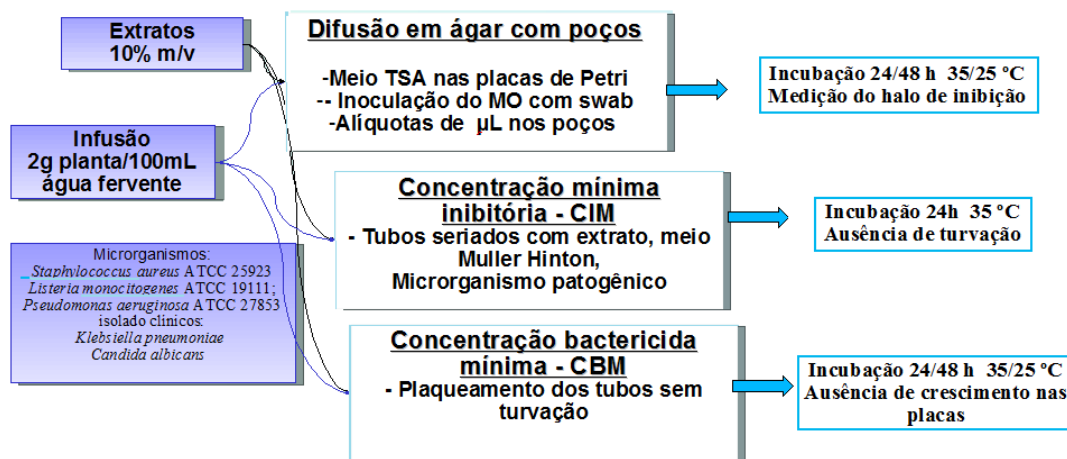 Extratos
10% m/v
Infusão
2g planta/100mL
água fervente
Microrganismos:
Staphylococcus aureus ATCC 25923
Listeria monocitogenes ATCC 19111;
Pseudomonas aeruginosa ATCC 27853
isolado clínicos:
Klebsiella pneumoniae
Candida albicans
Difusão em ágar com poços
-Meio TSA nas placas de Petri
-- Inoculação do MO com swab
-Alíquotas de µL nos poços
Incubação 24/48 h 35/25 ºC
Medição do halo de inibição
Concentração mínima
inibitória - CIM
- Tubos seriados com extrato, meio
Muller Hinton,
Microrganismo patogênico
Incubação 24h 35 ºC
Ausência de turvação
Concentração bactericida
mínima - CBM
- Plaqueamento dos tubos sem
turvação
Incubação 24/48 h 35/25 ºC
Ausência de crescimento nas
placas